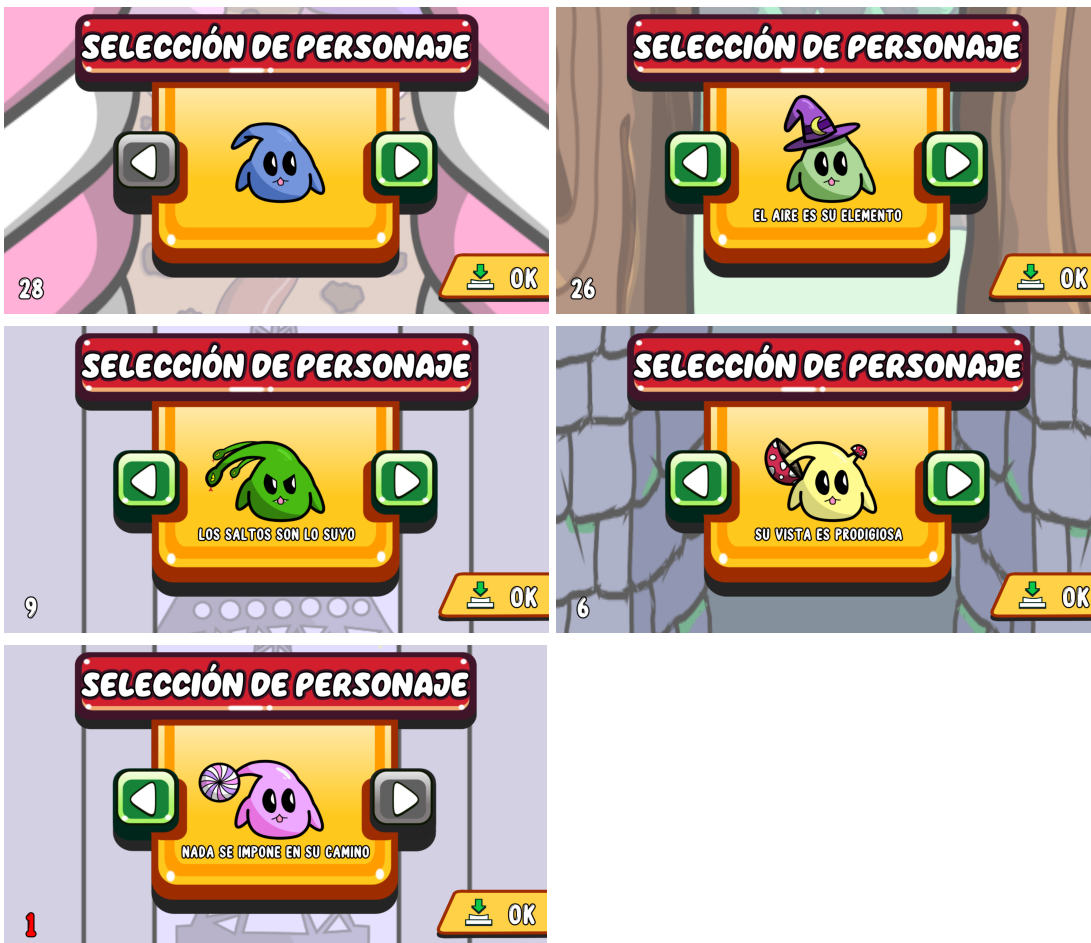 SELECCIÓN DE PERSONAJE
28
OK
SELECCIÓN DE PERSONAJE
EL AIRE ES SU ELEMENTO
26
OK
SELECCIÓN DE PERSONAJE
LOS SALTOS SON LO SUYO
9
OK
SELECCIÓN DE PERSONAJE
SU VISTA ES PRODIGIOSA
6
OK
SELECCIÓN DE PERSONAJE
NADA SE IMPONE EN SU CAMINO
1
OK